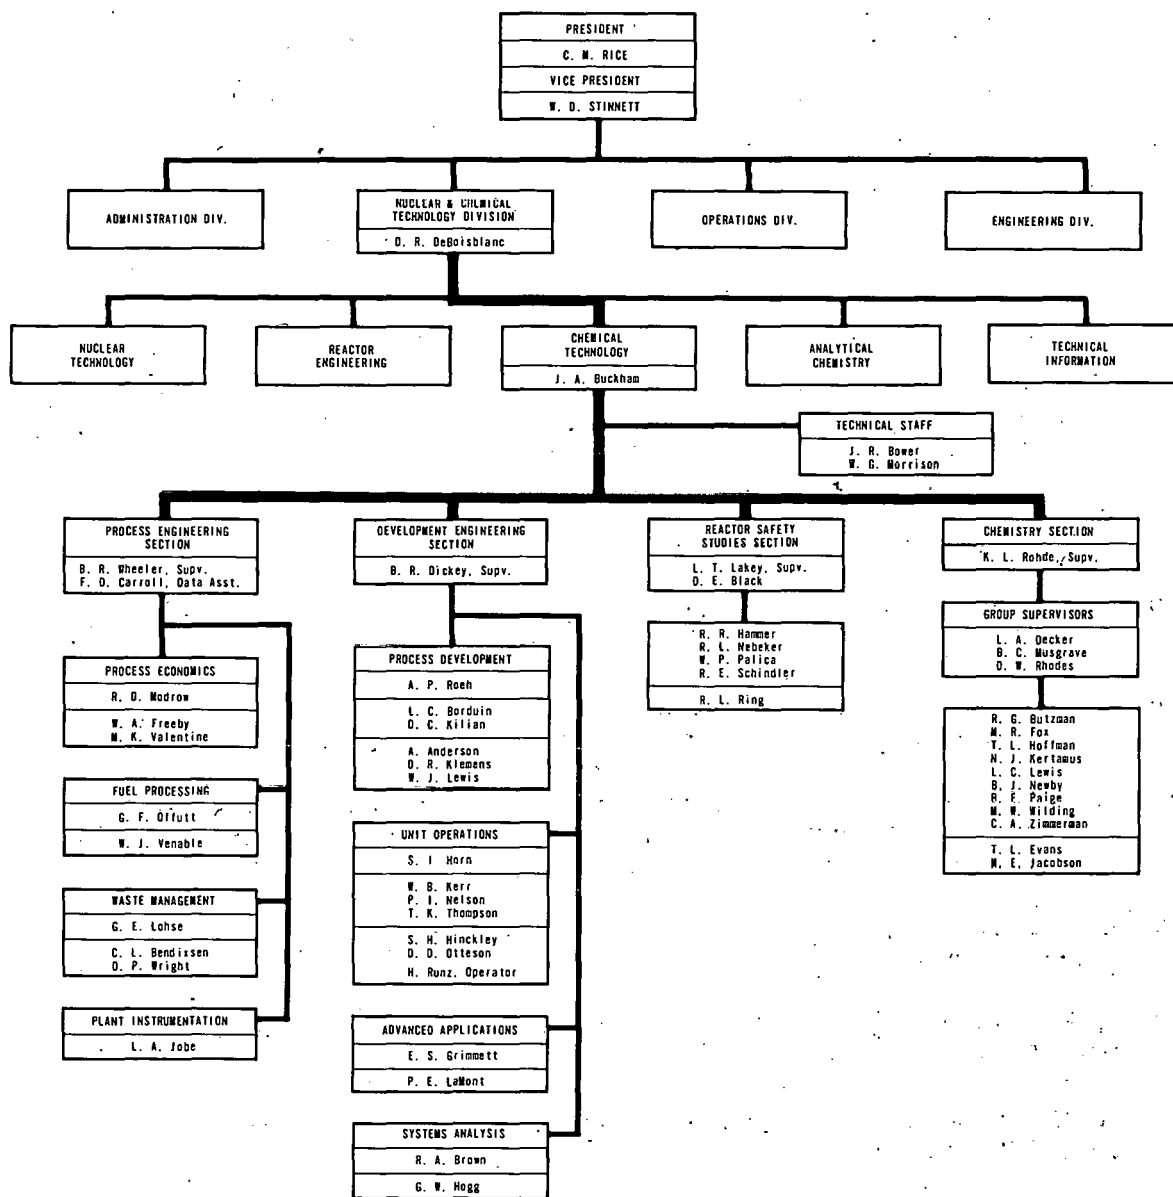 PRESIDENT
C. M. RICE
VICE PRESIDENT
W. D. STINNETT
ADMINISTRATION DIV.
NUCLEAR & CHEMICAL
TECHNOLOGY DIVISION
D. R. DeBoisblanc
OPERATIONS DIV.
ENGINEERING DIV.
NUCLEAR
TECHNOLOGY
REACTOR
ENGINEERING
CHEMICAL
TECHNOLOGY
J. A. Buckham
ANALYTICAL
CHEMISTRY
TECHNICAL
INFORMATION
TECHNICAL STAFF
J. R. Bower
W. G. Morrison
PROCESS ENGINEERING
SECTION
B. R. Wheeler, Supv.
F. O. Carroll, Data Asst.
PROCESS ECONOMICS
R. D. Modrow
W. A. Freeby
M. K. Valentine
FUEL PROCESSING
G. F. Offutt
W. J. Venable
WASTE MANAGEMENT
G. E. Lohse
C. L. Bendixsen
D. P. Wright
PLANT INSTRUMENTATION
L. A. Jobe
DEVELOPMENT ENGINEERING
SECTION
B. R. Dickey, Supv.
PROCESS DEVELOPMENT
A. P. Roeh
L. C. Borduin
D. C. Kilian
A. Anderson
D. R. Klemens
W. J. Lewis
UNIT OPERATIONS
S. I. Horn
W. B. Kerr
P. I. Nelson
T. K. Thompson
S. H. Hinckley
D. D. Otteson
H. Runz, Operator
ADVANCED APPLICATIONS
E. S. Grimmett
P. E. LaMont
SYSTEMS ANALYSIS
R. A. Brown
G. W. Hogg
REACTOR SAFETY
STUDIES SECTION
L. T. Lakey, Supv.
D. E. Black
R. R. Hammer
R. L. Nebeker
W. P. Palica
R. E. Schindler
R. L. Ring
CHEMISTRY SECTION
K. L. Rohde, Supv.
GROUP SUPERVISORS
L. A. Decker
B. C. Musgrave
D. W. Rhodes
R. G. Butzman
M. R. Fox
T. L. Hoffman
N. J. Kertamus
L. C. Lewis
B. J. Newby
B. E. Paige
M. W. Wilding
C. A. Zimmerman
T. L. Evans
M. E. Jacobson